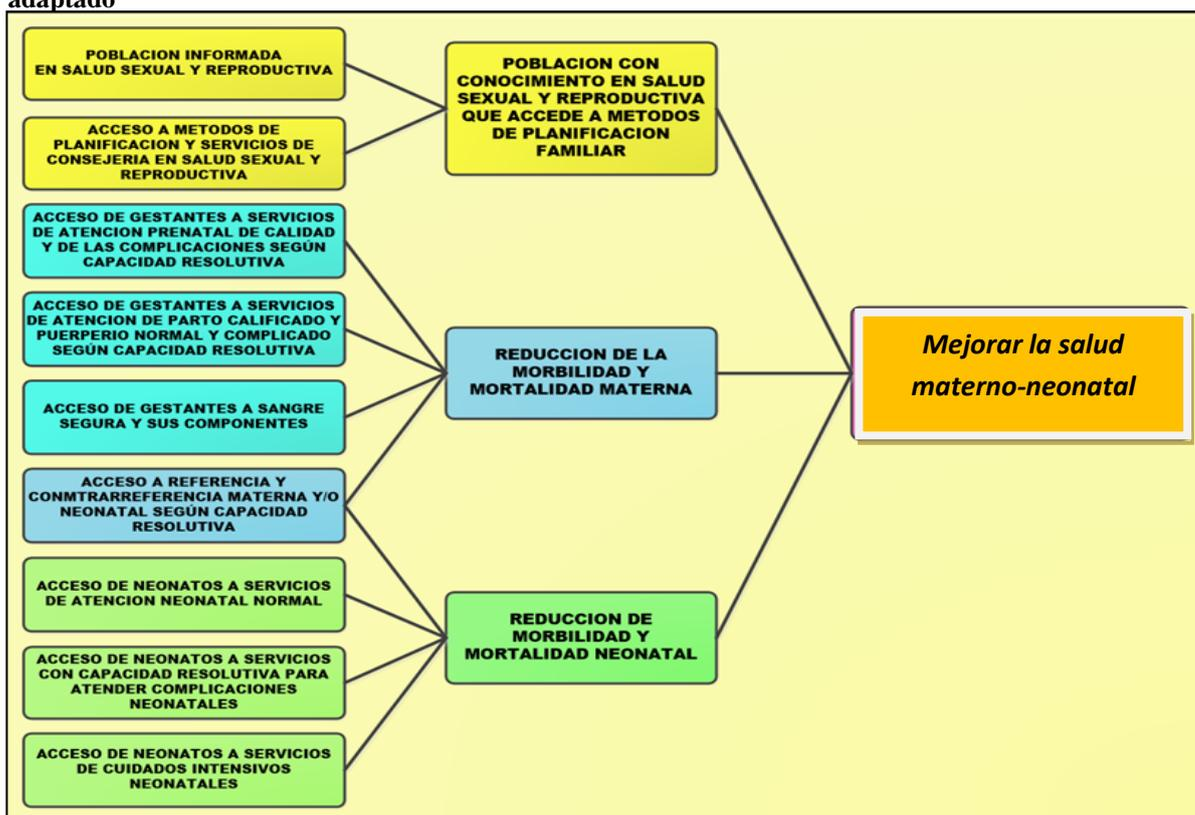 adaptado
POBLACION INFORMADA
EN SALUD SEXUAL Y REPRODUCTIVA
ACCESO A METODOS DE
PLANIFICACION Y SERVICIOS DE
CONSEJERIA EN SALUD SEXUAL Y
REPRODUCTIVA
ACCESO DE GESTANTES A SERVICIOS
DE ATENCION PRENATAL DE CALIDAD
Y DE LAS COMPLICACIONES SEGÚN
CAPACIDAD RESOLUTIVA
ACCESO DE GESTANTES A SERVICIOS
DE ATENCION DE PARTO CALIFICADO Y
PUERPERIO NORMAL Y COMPLICADO
SEGÚN CAPACIDAD RESOLUTIVA
ACCESO DE GESTANTES A SANGRE
SEGURA Y SUS COMPONENTES
ACCESO A REFERENCIA Y
CONMTRARREFERENCIA MATERNA Y/O
NEONATAL SEGÚN CAPACIDAD
RESOLUTIVA
ACCESO DE NEONATOS A SERVICIOS
DE ATENCION NEONATAL NORMAL
ACCESO DE NEONATOS A SERVICIOS
CON CAPACIDAD RESOLUTIVA PARA
ATENDER COMPLICACIONES
NEONATALES
ACCESO DE NEONATOS A SERVICIOS
DE CUIDADOS INTENSIVOS
NEONATALES
POBLACION CON
CONOCIMIENTO EN SALUD
SEXUAL Y REPRODUCTIVA
QUE ACCEDE A METODOS
DE PLANIFICACION
FAMILIAR
REDUCCION DE LA
MORBILIDAD Y
MORTALIDAD MATERNA
REDUCCION DE
MORBILIDAD Y
MORTALIDAD NEONATAL
Mejorar la salud
materno-neonatal